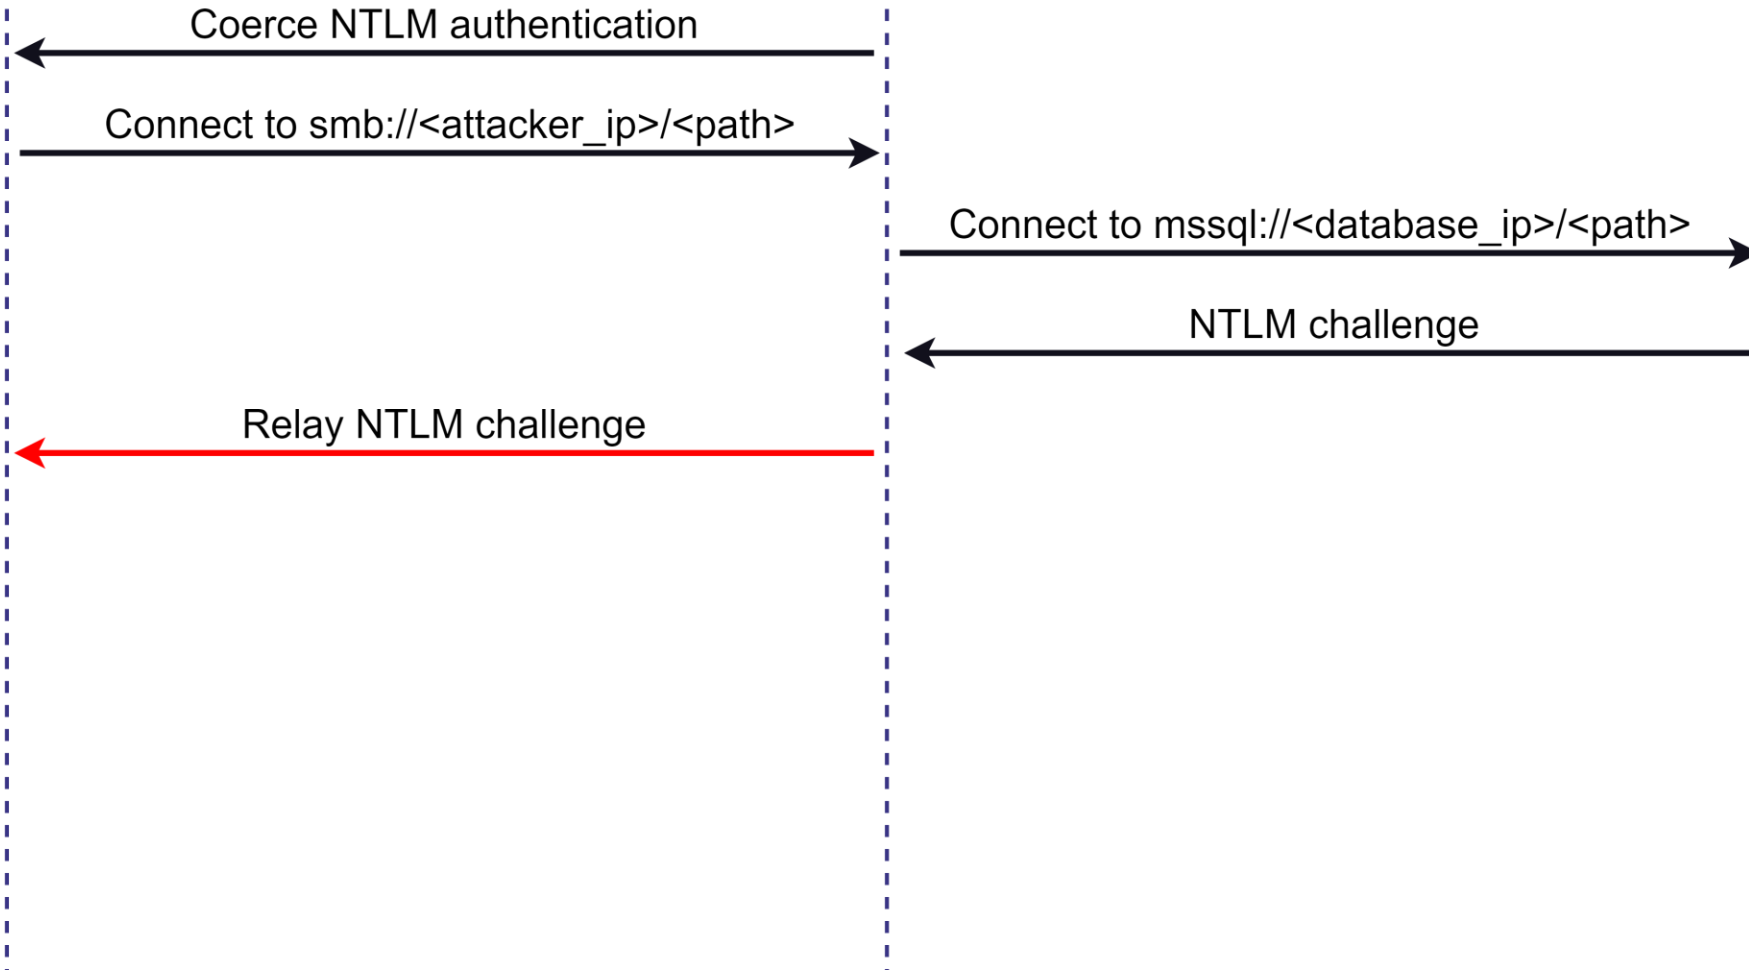 Coerce NTLM authentication
Connect to smb://<attacker_ip>/<path>
Connect to mssql://<database_ip>/<path>
NTLM challenge
Relay NTLM challenge